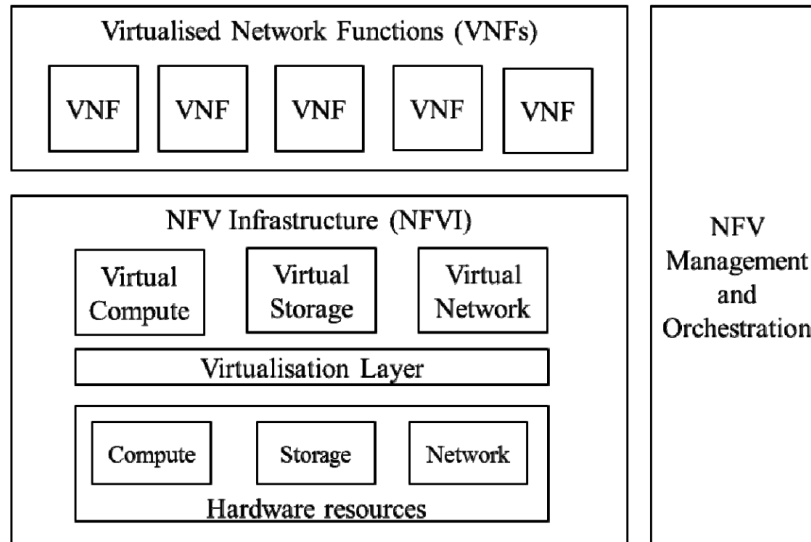 Virtualised Network Functions (VNFs)
VNF VNF VNF VNF VNF
NFV Infrastructure (NFVI)
Virtual Compute
Virtual Storage
Virtual Network
Virtualisation Layer
Compute Storage Network
Hardware resources
NFV
Management
and
Orchestration